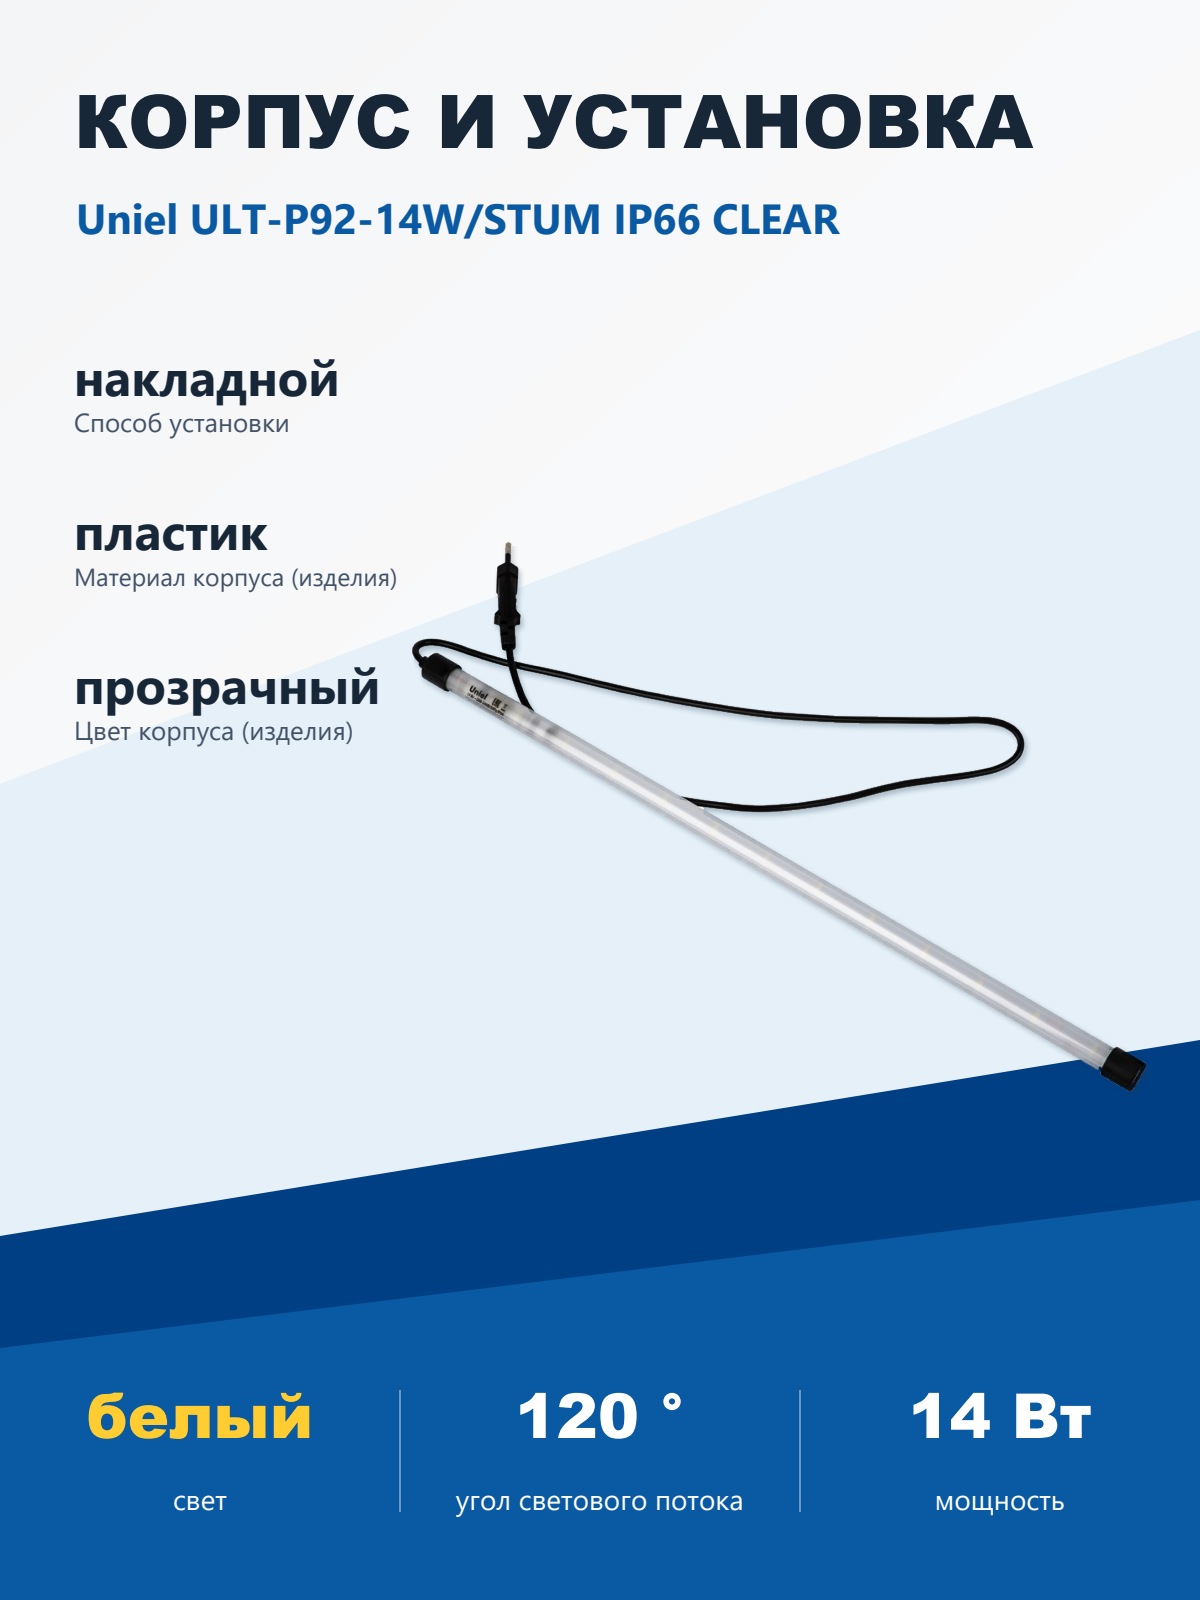 КОРПУС И УСТАНОВКА
Uniel ULT-P92-14W/STUM IP66 CLEAR
накладной
Способ установки
пластик
Материал корпуса (изделия)
прозрачный
Цвет корпуса (изделия)
Uniel
белый
свет
120 °
угол светового потока
14 Вт
мощность